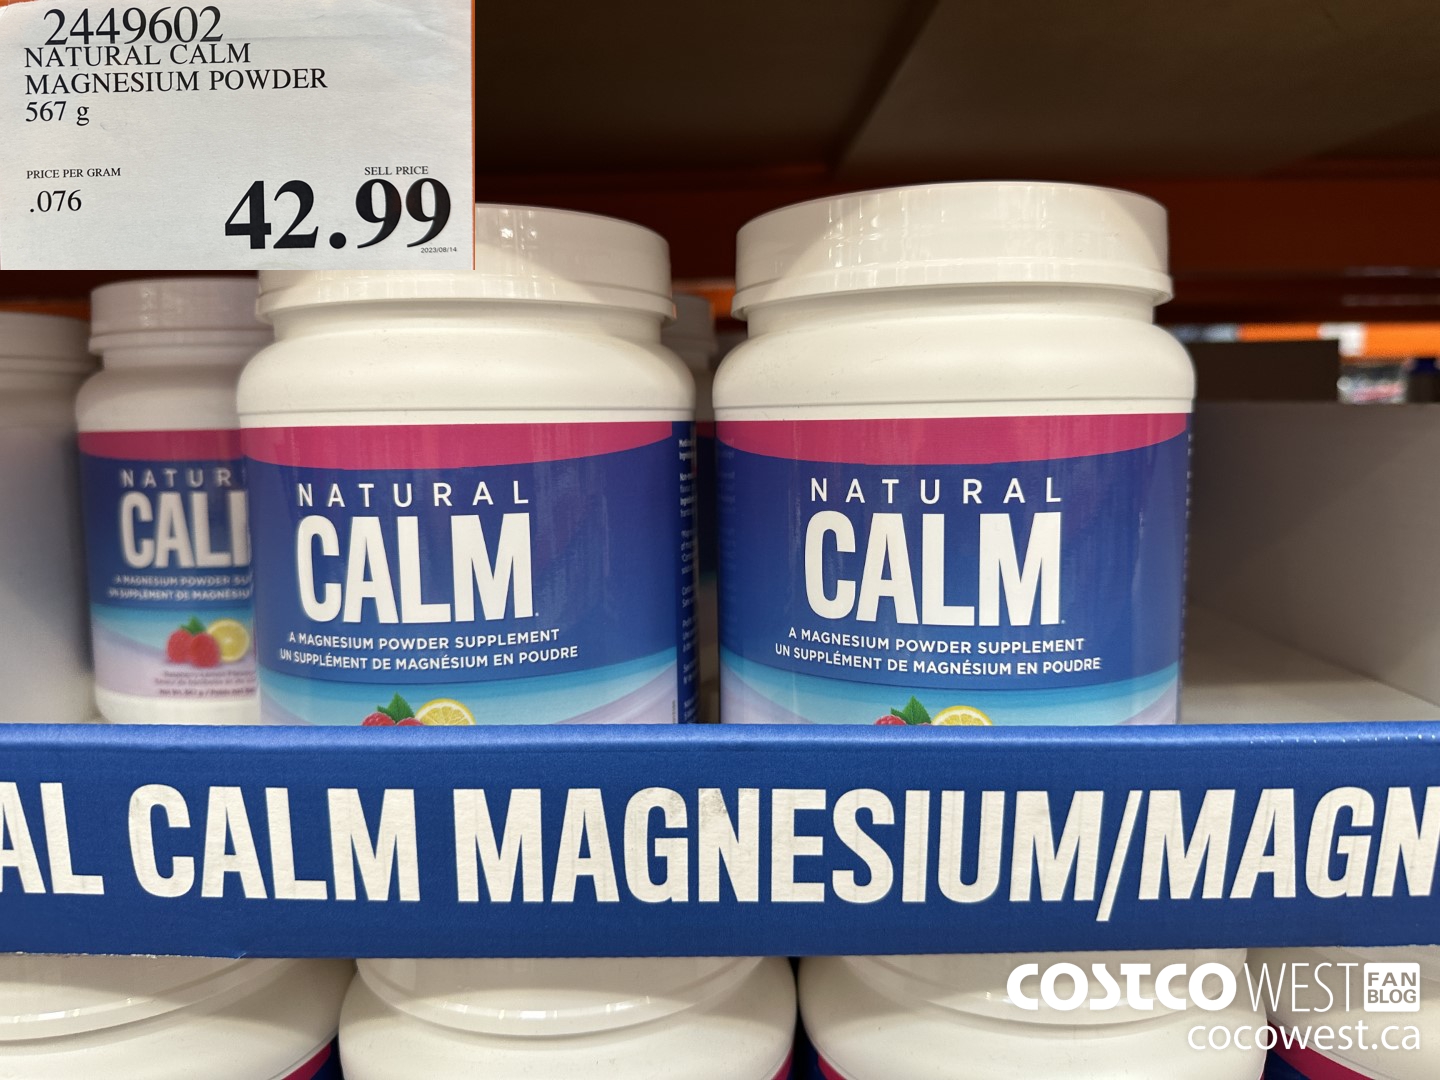 2449602
NATURAL CALM
MAGNESIUM POWDER
567 g
PRICE PER GRAM
.076
SELL PRICE
42.99
2023/08/14
NATUR
CAL
A MAGNESIUM POWDER SU
UN SUPPLÉMENT DE MAGNÉSIU
NATURAL
CALM
A MAGNESIUM POWDER SUPPLEMENT
UN SUPPLÉMENT DE MAGNÉSIUM EN POUDRE
NATURAL
CALM
A MAGNESIUM POWDER SUPPLEMENT
UN SUPPLÉMENT DE MAGNÉSIUM EN POUDRE
AL CALM MAGNESIUM/MAGN
COSTCO WEST FAN BLOG
cocowest.ca